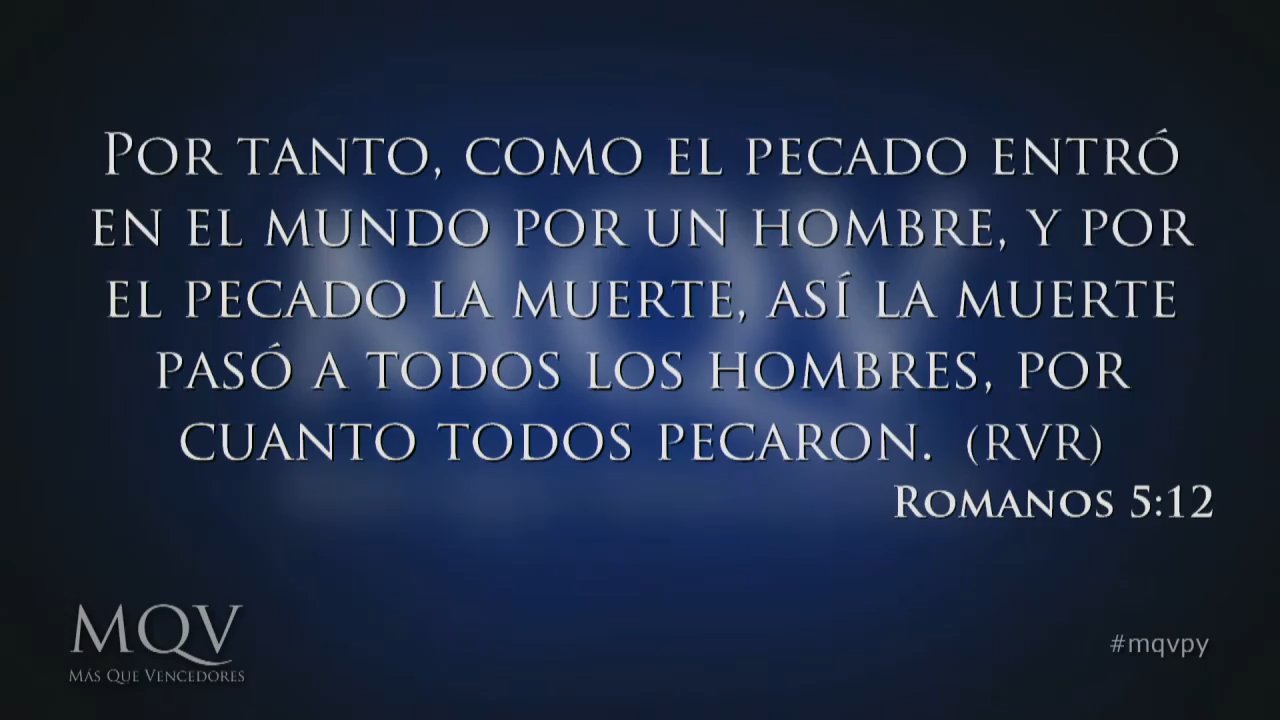 Por tanto, como el pecado entró
en el mundo por un hombre, y por
el pecado la muerte, así la muerte
pasó a todos los hombres, por
cuanto todos pecaron. (RVR)
Romanos 5:12
MQV
Más Que Vencedores
#mqvpy